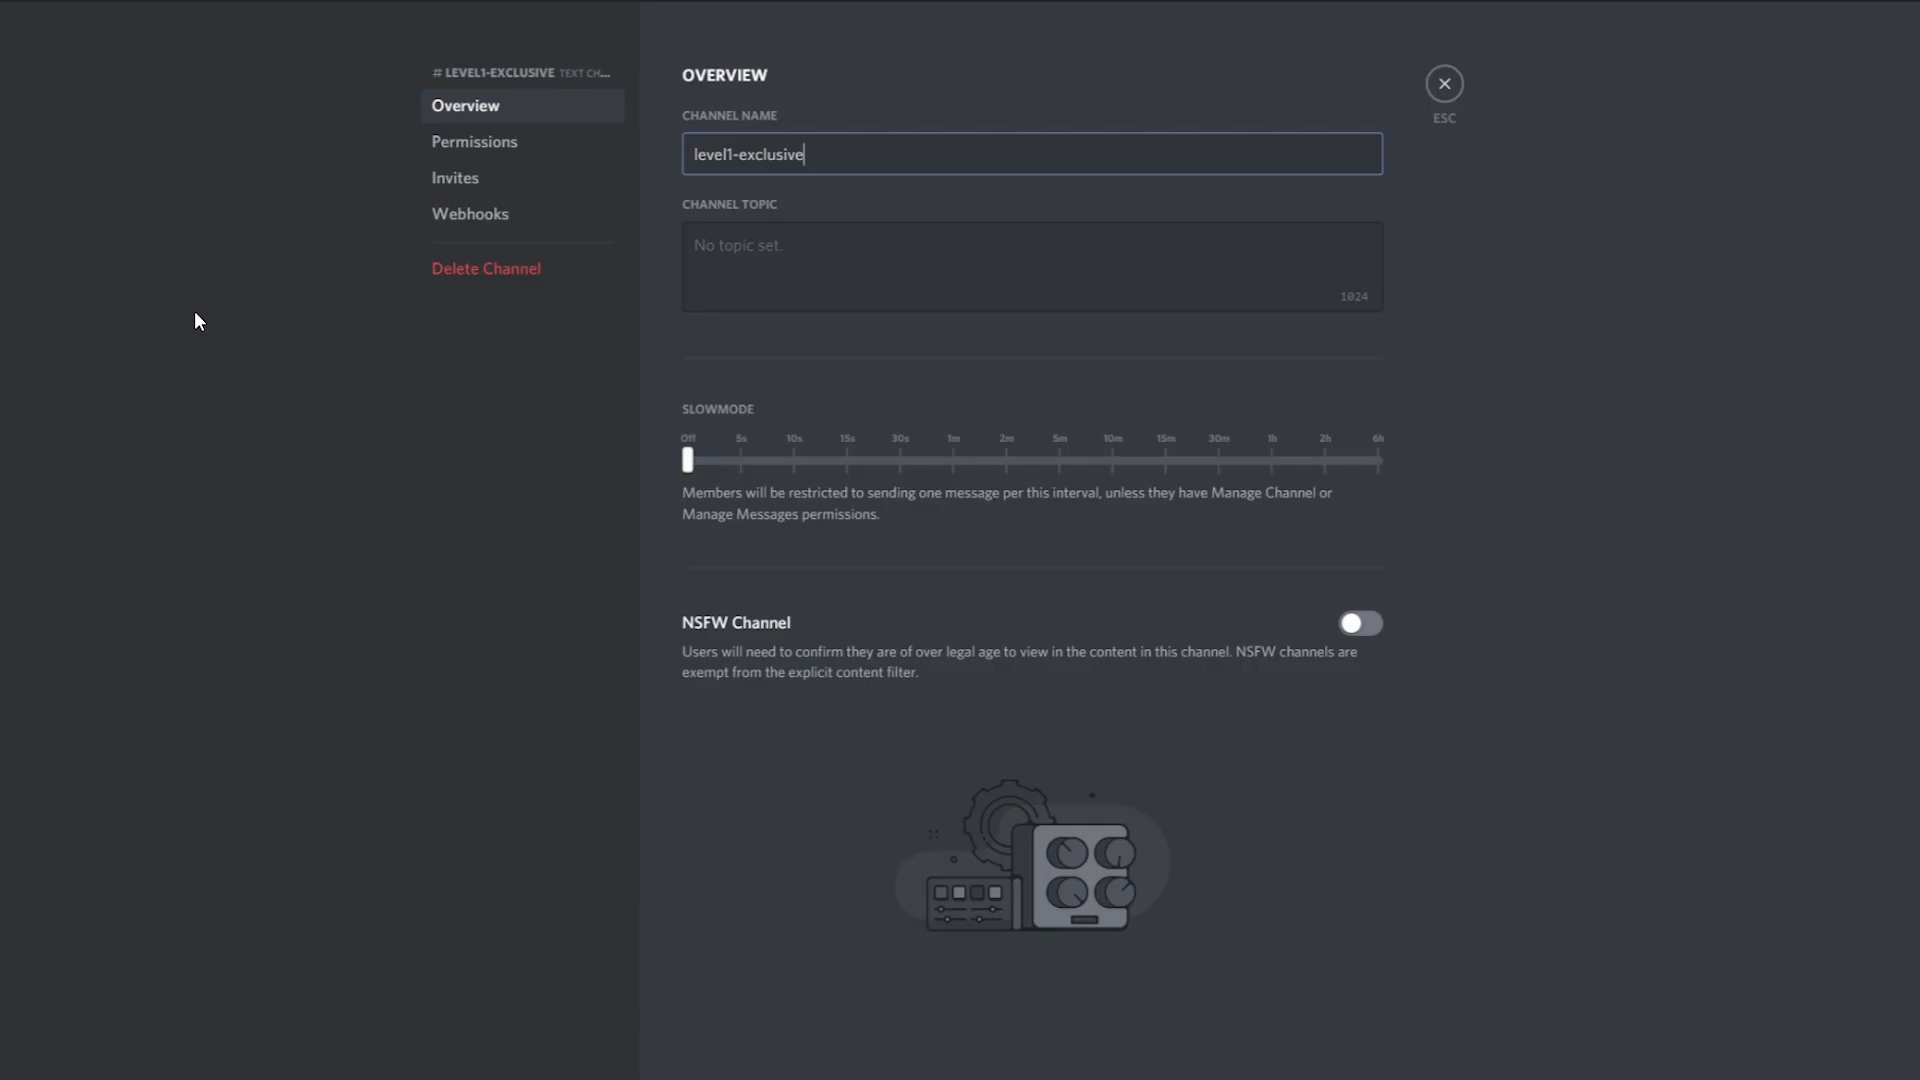 # LEVEL1-EXCLUSIVE TEXT CH...
Overview
Permissions
Invites
Webhooks
Delete Channel
OVERVIEW
ESC
CHANNEL NAME
level1-exclusive
CHANNEL TOPIC
No topic set.
1024
SLOWMODE
Off 5s 10s 15s 30s 1m 2m 5m 10m 15m 30m 1h 2h 6h
Members will be restricted to sending one message per this interval, unless they have Manage Channel or
Manage Messages permissions.
NSFW Channel
Users will need to confirm they are of over legal age to view in the content in this channel. NSFW channels are
exempt from the explicit content filter.